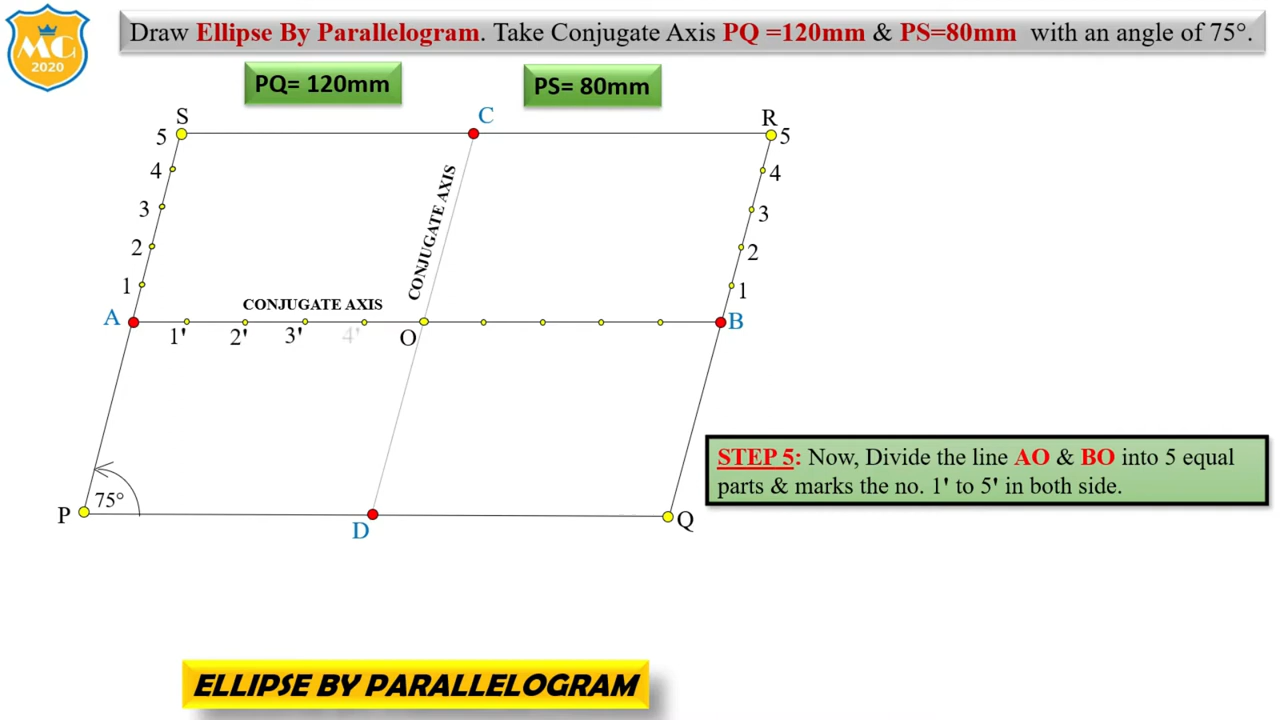 MG
2020
Draw Ellipse By Parallelogram. Take Conjugate Axis PQ =120mm & PS=80mm with an angle of 75°.
PQ= 120mm
PS= 80mm
S
C
R
5
5
4
4
3
3
2
2
1
1
CONJUGATE AXIS
CONJUGATE AXIS
A
B
1'
2'
3'
4'
O
STEP 5: Now, Divide the line AO & BO into 5 equal
parts & marks the no. 1' to 5' in both side.
75°
P
D
Q
ELLIPSE BY PARALLELOGRAM